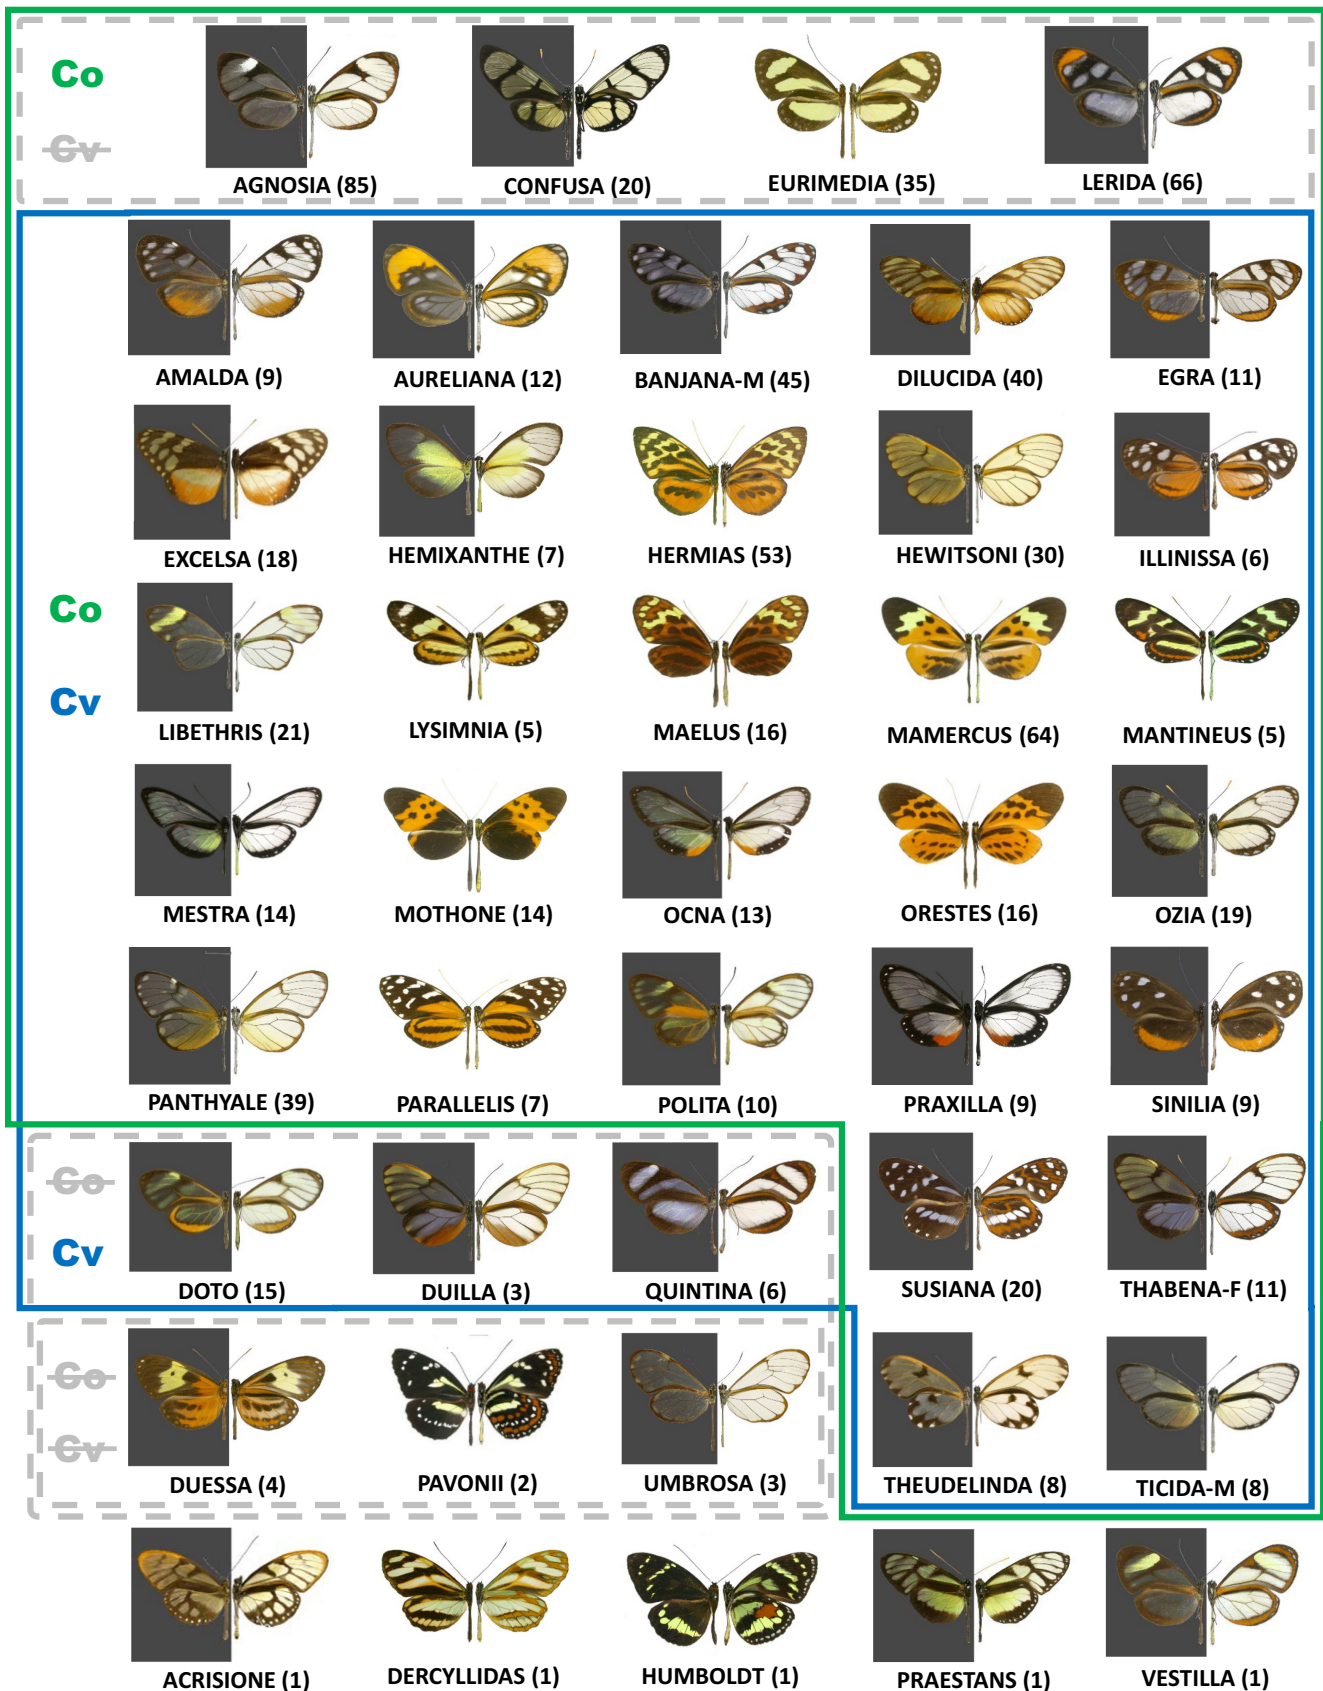 Co
Cv
AGNOSIA (85) CONFUSA (20) EURIMEDIA (35) LERIDA (66)
AMALDA (9) AURELIANA (12) BANJANA-M (45) DILUCIDA (40) EGRA (11)
EXCELSA (18) HEMIXANTHE (7) HERMIAS (53) HEWITSONI (30) ILLINISSA (6)
Co
Cv
LIBETHRIS (21) LYSIMNIA (5) MAELUS (16) MAMERCUS (64) MANTINEUS (5)
MESTRA (14) MOTHONE (14) OCNA (13) ORESTES (16) OZIA (19)
PANTHYALE (39) PARALLELIS (7) POLITA (10) PRAXILLA (9) SINILIA (9)
Co
Cv
DOTO (15) DUILLA (3) QUINTINA (6) SUSIANA (20) THABENA-F (11)
Co
Cv
DUESSA (4) PAVONII (2) UMBROSA (3) THEUDELINDA (8) TICIDA-M (8)
ACRISIONE (1) DERCYLLIDAS (1) HUMBOLDT (1) PRAESTANS (1) VESTILLA (1)